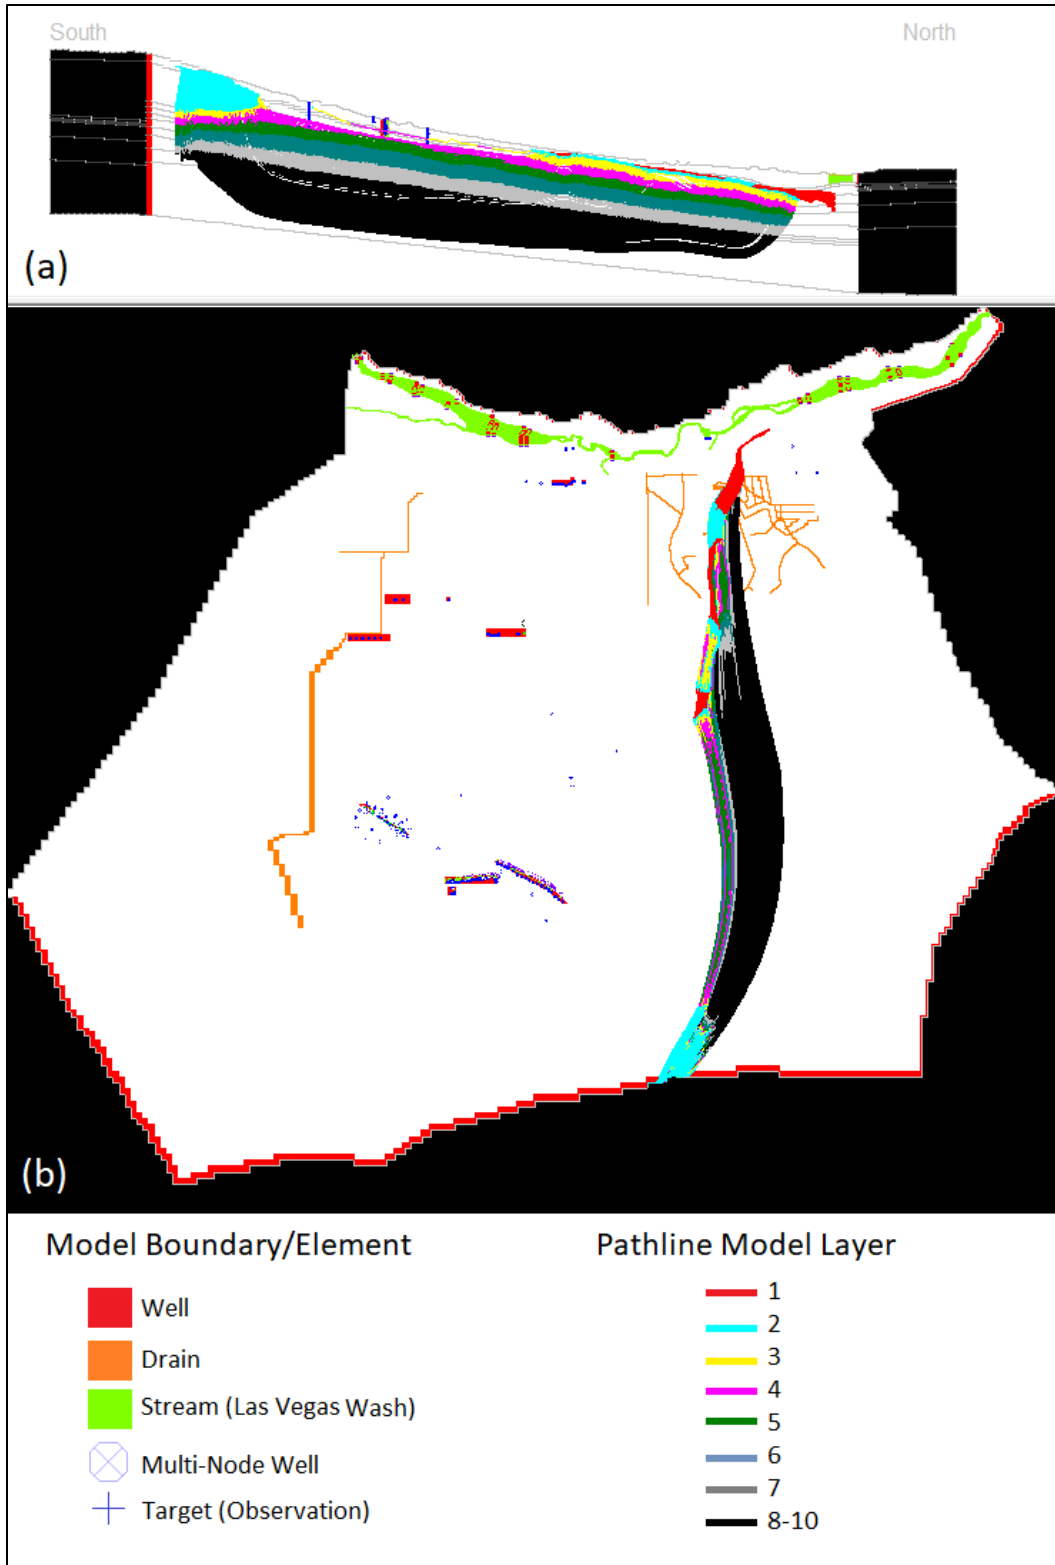 South North
(a)
(b)
Model Boundary/Element
Well
Drain
Stream (Las Vegas Wash)
Multi-Node Well
Target (Observation)
Pathline Model Layer
1
2
3
4
5
6
7
8-10